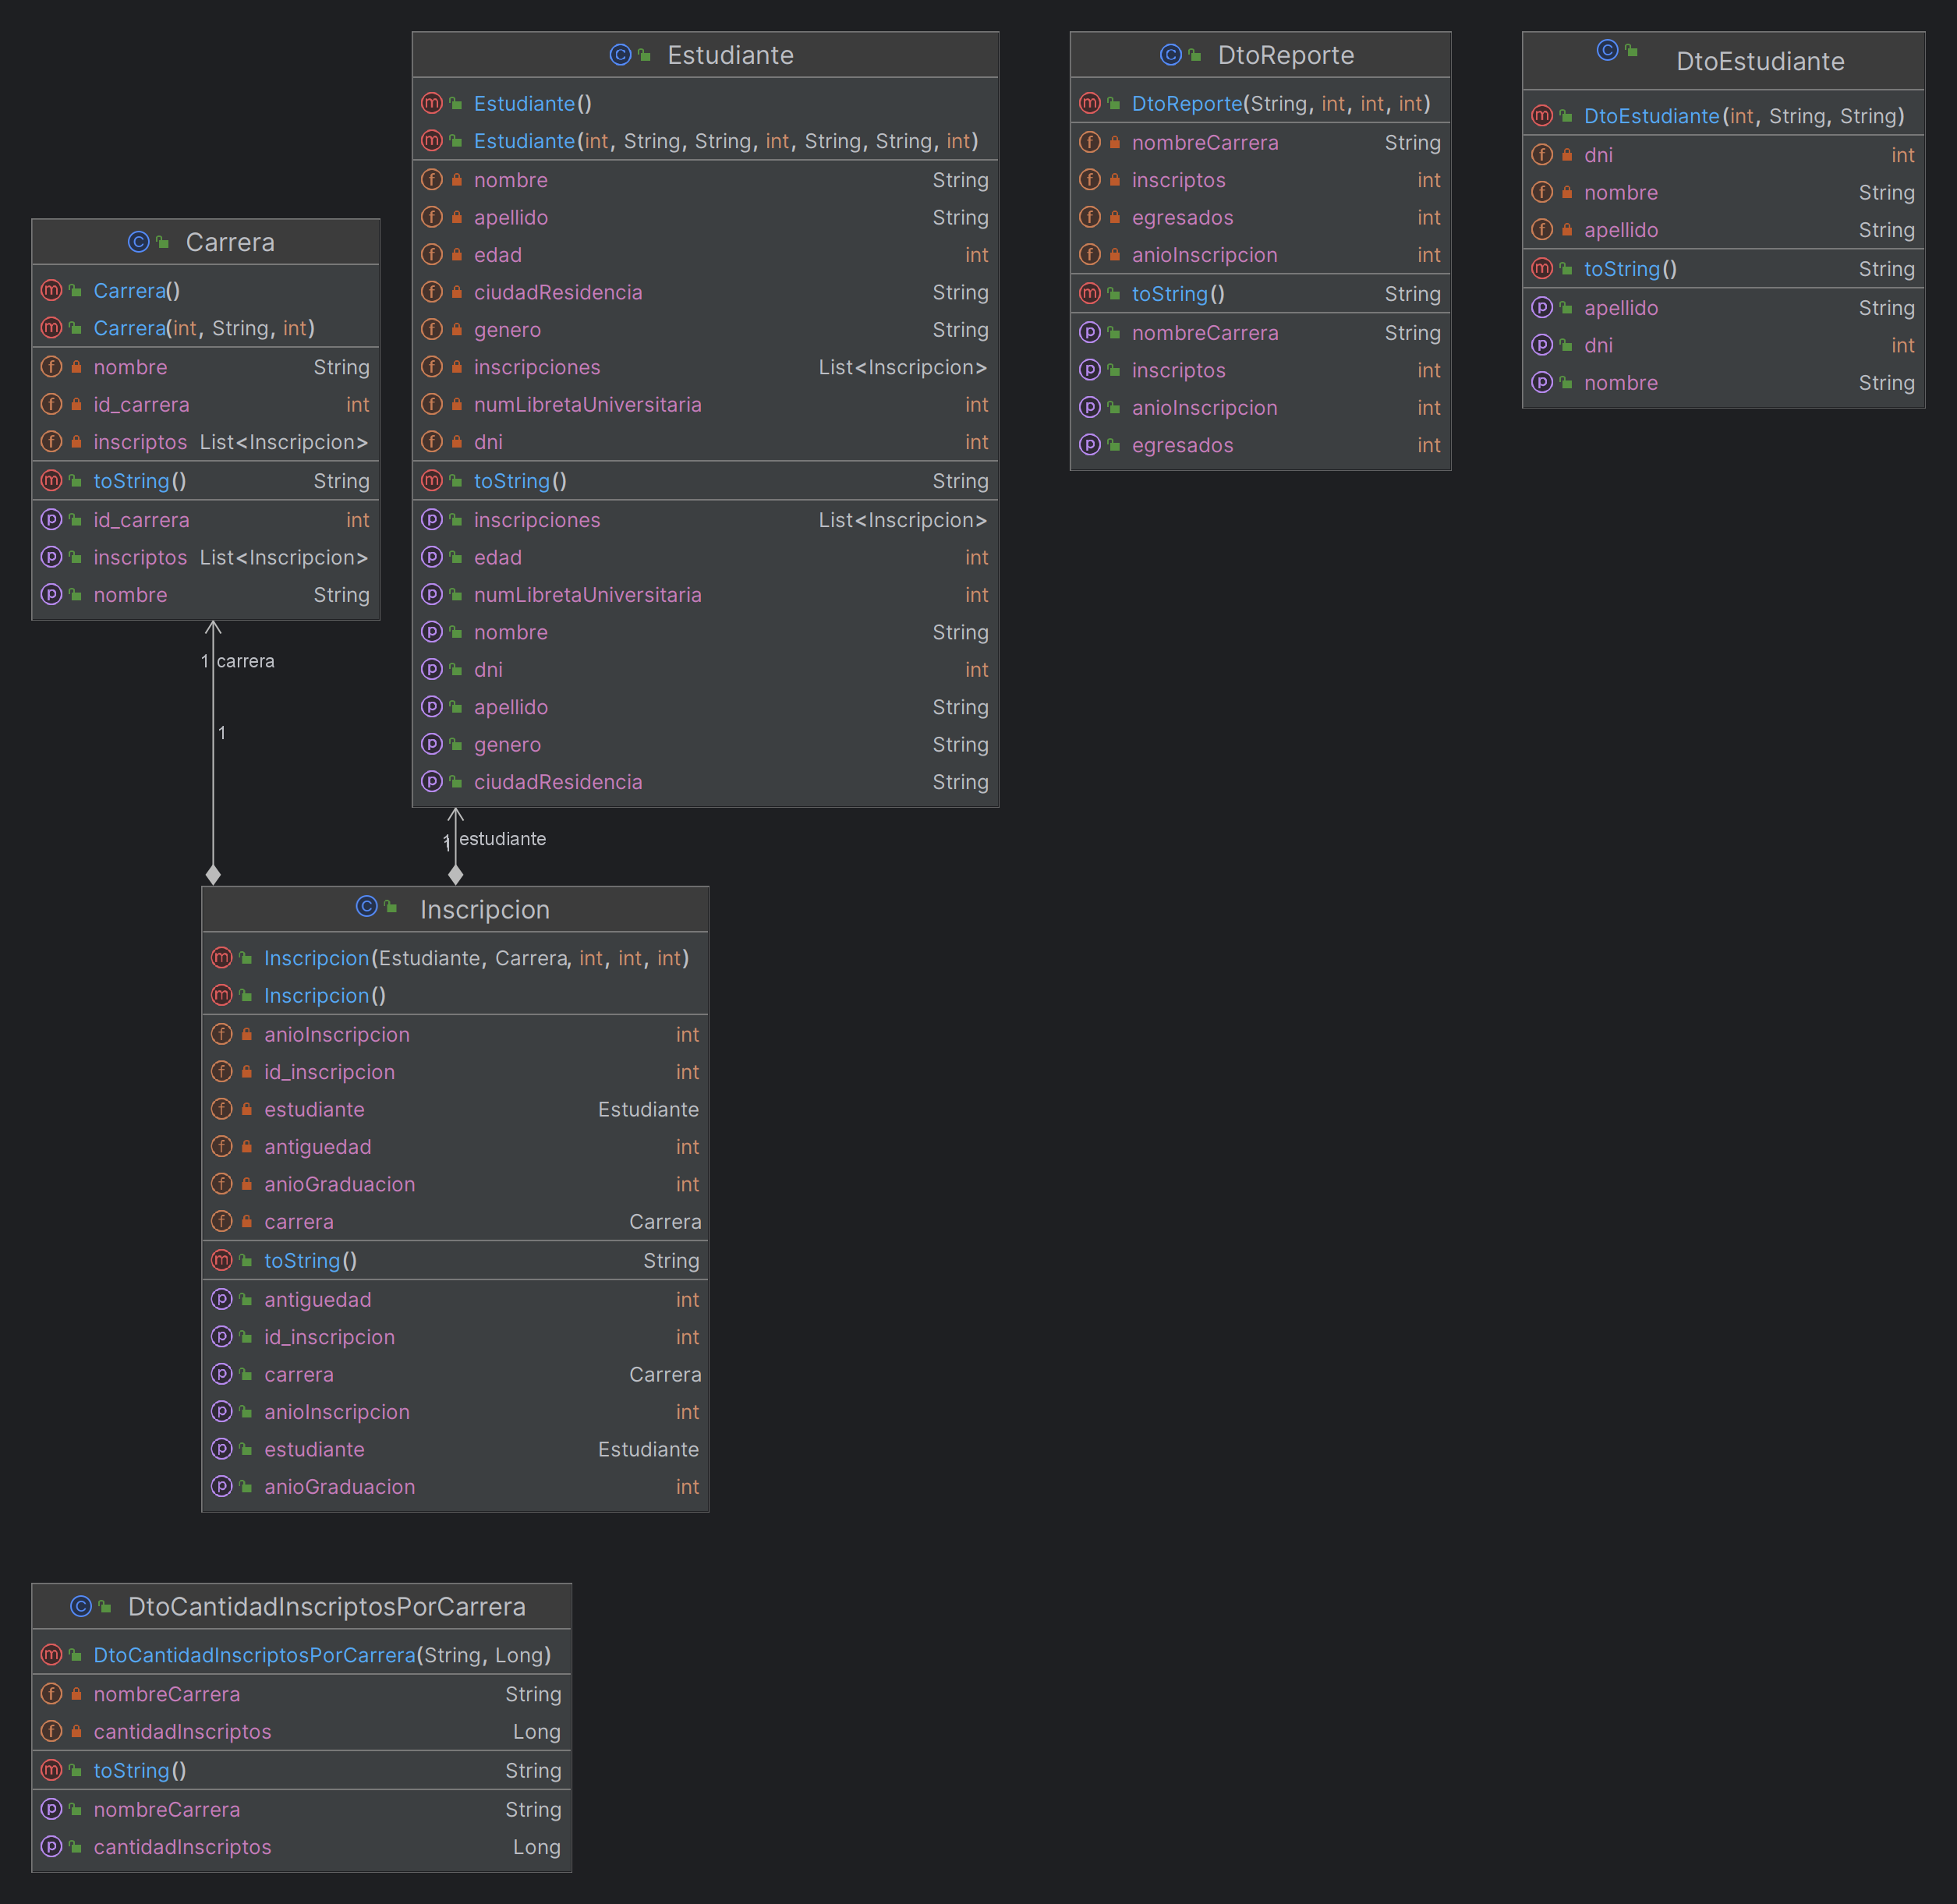 Carrera
Carrera()
Carrera(int, String, int)
nombre String
id_carrera int
inscriptos List<Inscripcion>
toString() String
id_carrera int
inscriptos List<Inscripcion>
nombre String
1 carrera
1
Estudiante
Estudiante()
Estudiante(int, String, String, int, String, String, int)
nombre String
apellido String
edad int
ciudadResidencia String
genero String
inscripciones List<Inscripcion>
numLibretaUniversitaria int
dni int
toString() String
inscripciones List<Inscripcion>
edad int
numLibretaUniversitaria int
nombre String
dni int
apellido String
genero String
ciudadResidencia String
1 estudiante
1
DtoReporte
DtoReporte(String, int, int, int)
nombreCarrera String
inscriptos int
egresados int
anioInscripcion int
toString() String
nombreCarrera String
inscriptos int
anioInscripcion int
egresados int
DtoEstudiante
DtoEstudiante(int, String, String)
dni int
nombre String
apellido String
toString() String
apellido String
dni int
nombre String
Inscripcion
Inscripcion(Estudiante, Carrera, int, int, int)
Inscripcion()
anioInscripcion int
id_inscripcion int
estudiante Estudiante
antiguedad int
anioGraduacion int
carrera Carrera
toString() String
antiguedad int
id_inscripcion int
carrera Carrera
anioInscripcion int
estudiante Estudiante
anioGraduacion int
DtoCantidadInscriptosPorCarrera
DtoCantidadInscriptosPorCarrera(String, Long)
nombreCarrera String
cantidadInscriptos Long
toString() String
nombreCarrera String
cantidadInscriptos Long